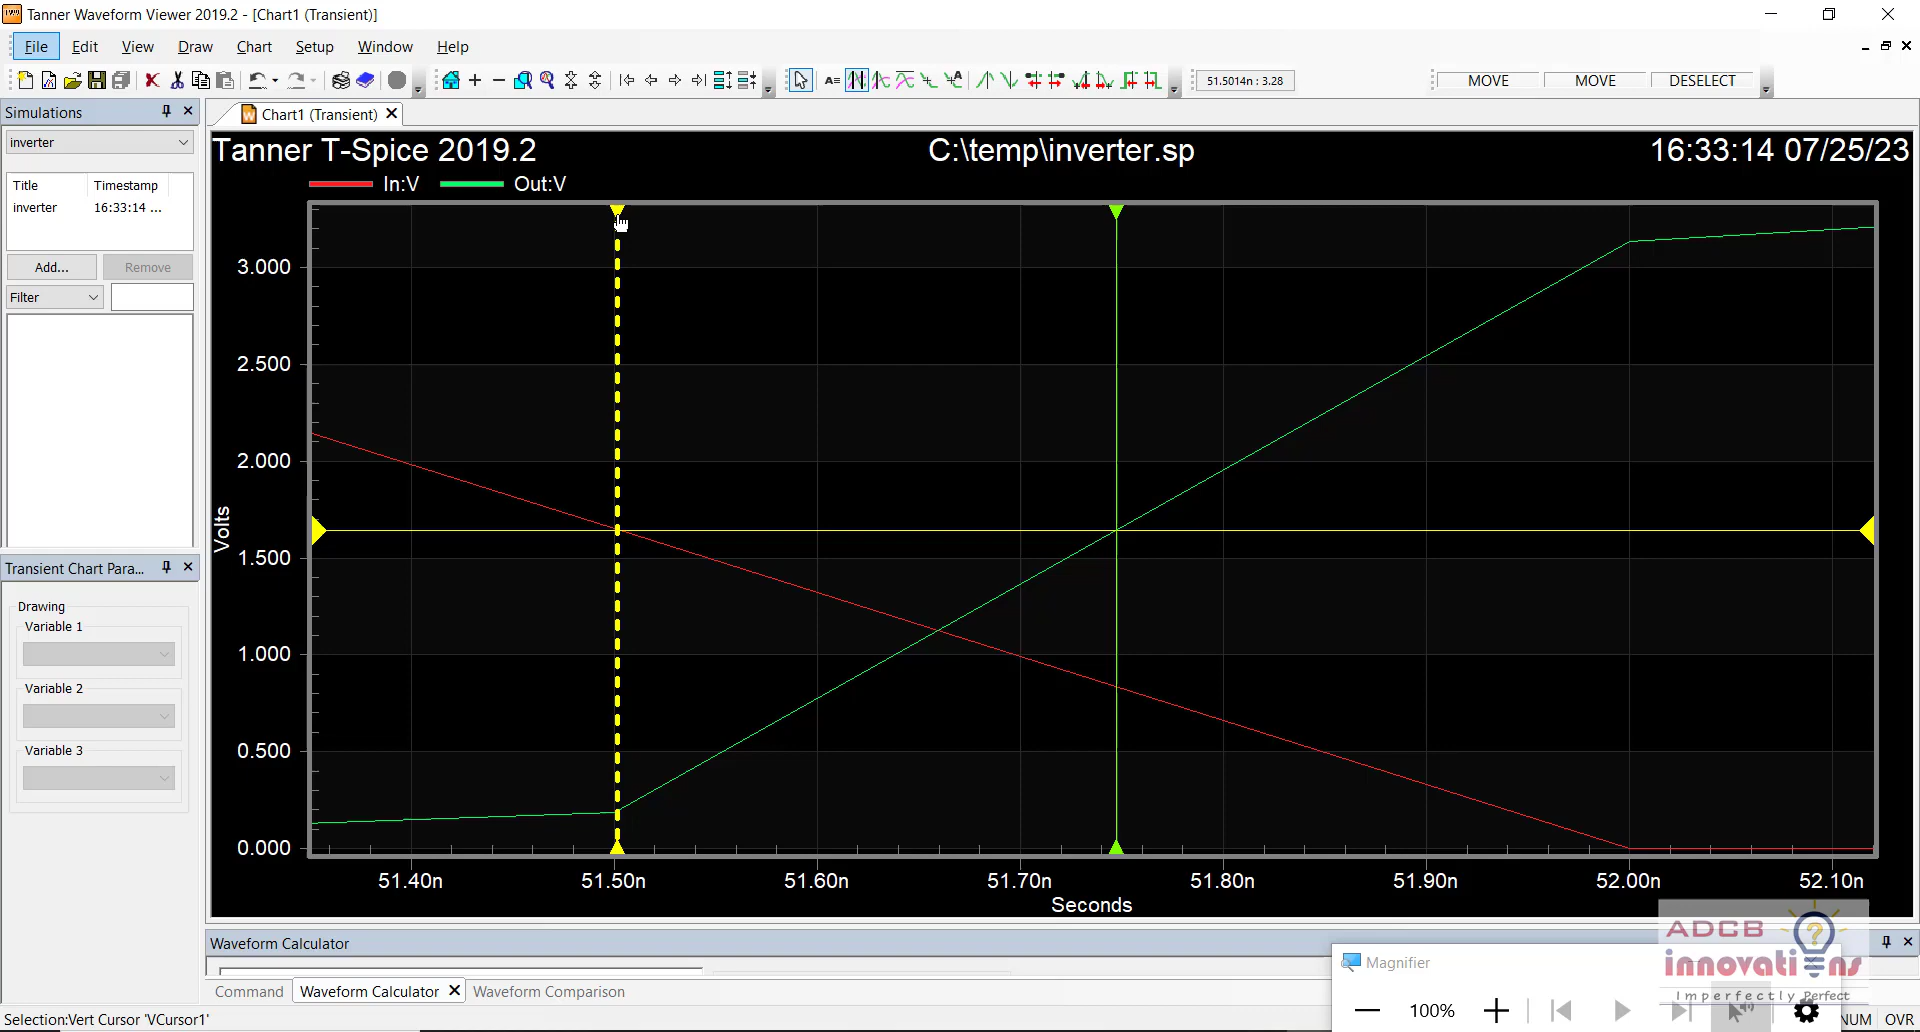 Tanner Waveform Viewer 2019.2 - [Chart1 (Transient)]
File Edit View Draw Chart Setup Window Help
51.5014n : 3.28
MOVE MOVE DESELECT
Simulations
inverter
Title Timestamp
inverter 16:33:14 ...
Add... Remove
Filter
Transient Chart Para...
Drawing
Variable 1
Variable 2
Variable 3
Chart1 (Transient)
Tanner T-Spice 2019.2 C:\temp\inverter.sp 16:33:14 07/25/23
In:V Out:V
3.000
2.500
2.000
1.500
1.000
0.500
0.000
Volts
51.40n 51.50n 51.60n 51.70n 51.80n 51.90n 52.00n 52.10n
Seconds
Waveform Calculator
Command Waveform Calculator Waveform Comparison
Magnifier
100%
ADCB
innovations
Imperfectly Perfect
Selection:Vert Cursor 'VCursor1'
NUM OVR